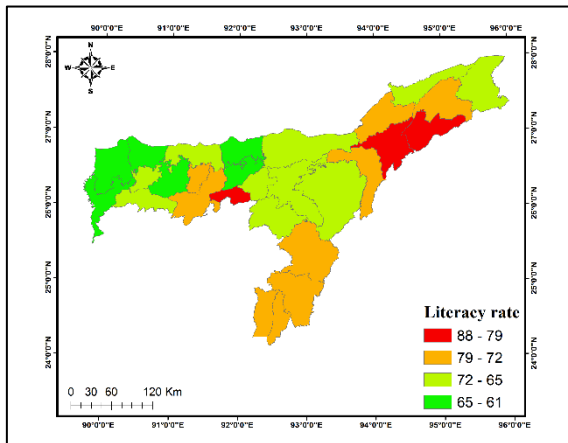 90°0'0"E 91°0'0"E 92°0'0"E 93°0'0"E 94°0'0"E 95°0'0"E 96°0'0"E
N
W E
S
28°0'0"N 28°0'0"N
27°0'0"N 27°0'0"N
26°0'0"N 26°0'0"N
25°0'0"N 25°0'0"N
24°0'0"N 24°0'0"N
Literacy rate
88 - 79
79 - 72
72 - 65
65 - 61
0 30 60 120 Km
90°0'0"E 91°0'0"E 92°0'0"E 93°0'0"E 94°0'0"E 95°0'0"E 96°0'0"E